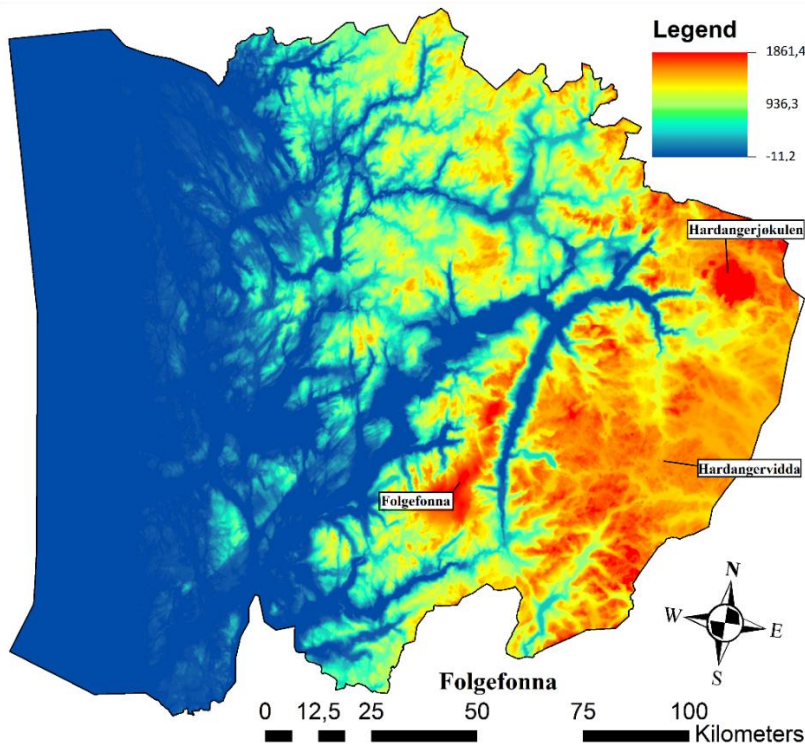 Legend
1861,4
936,3
-11,2
Hardangerjøkulen
Hardangervidda
Folgefonna
N
W
E
S
Folgefonna
0 12,5 25 50 75 100
Kilometers